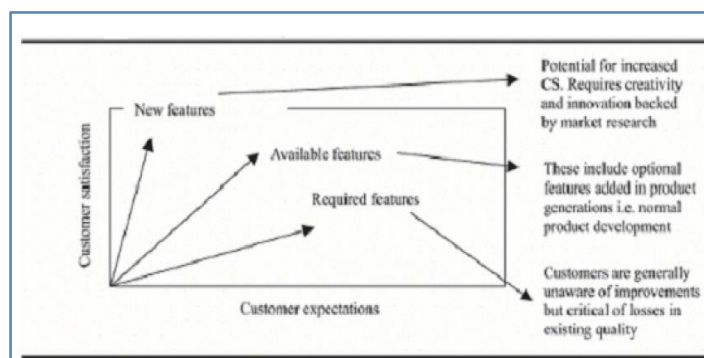 Potential for increased
CS. Requires creativity
and innovation backed
by market research
New features
Available features
These include optional
features added in product
generations i.e. normal
product development
Required features
Customer satisfaction
Customers are generally
unaware of improvements
but critical of losses in
existing quality
Customer expectations